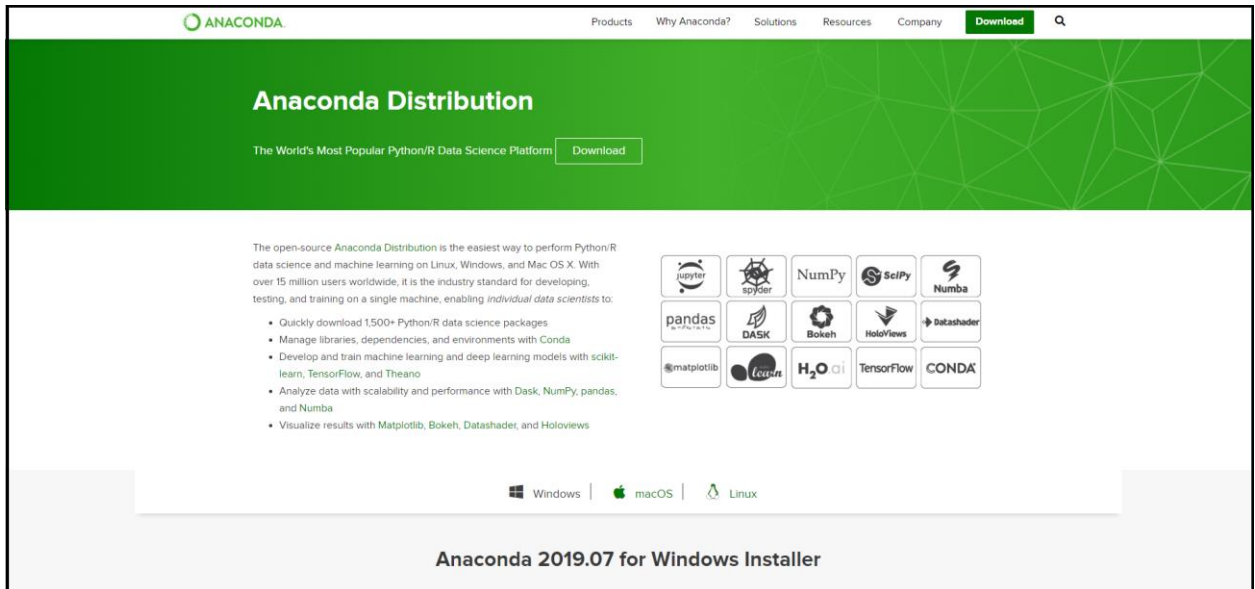 ANACONDA.
Products Why Anaconda? Solutions Resources Company Download
Anaconda Distribution
The World's Most Popular Python/R Data Science Platform Download
The open-source Anaconda Distribution is the easiest way to perform Python/R
data science and machine learning on Linux, Windows, and Mac OS X. With
over 15 million users worldwide, it is the industry standard for developing,
testing, and training on a single machine, enabling individual data scientists to:
• Quickly download 1,500+ Python/R data science packages
• Manage libraries, dependencies, and environments with Conda
• Develop and train machine learning and deep learning models with scikit-
learn, TensorFlow, and Theano
• Analyze data with scalability and performance with Dask, NumPy, pandas,
and Numba
• Visualize results with Matplotlib, Bokeh, Datashader, and Holoviews
jupyter spyder NumPy SciPy Numba
pandas DASK Bokeh HoloViews Datashader
matplotlib learn H2O.ai TensorFlow CONDA
Windows macOS Linux
Anaconda 2019.07 for Windows Installer